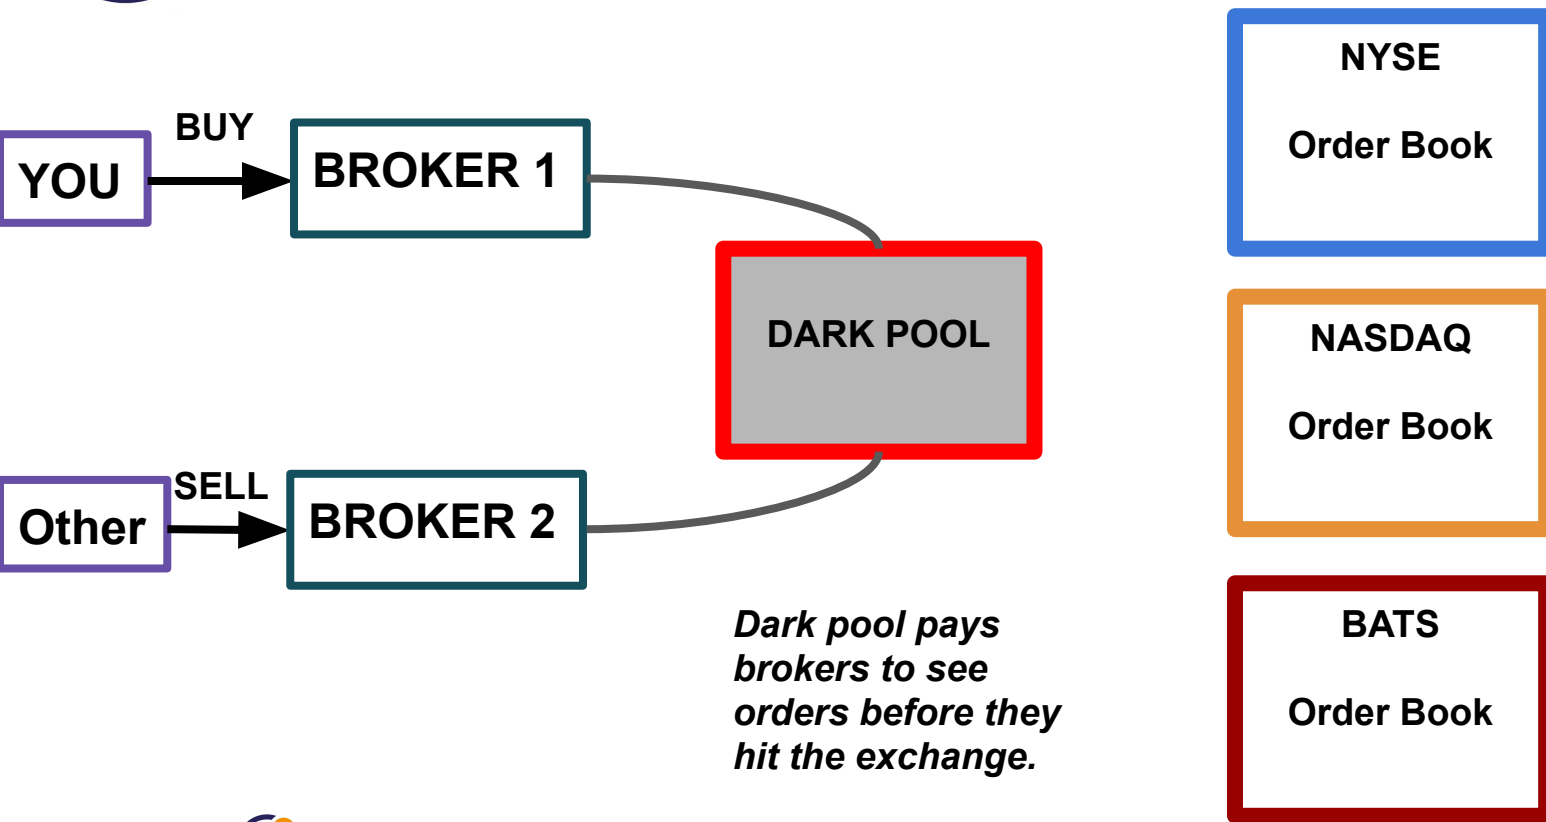 BUY
YOU
BROKER 1
DARK POOL
SELL
Other
BROKER 2
Dark pool pays
brokers to see
orders before they
hit the exchange.
NYSE
Order Book
NASDAQ
Order Book
BATS
Order Book